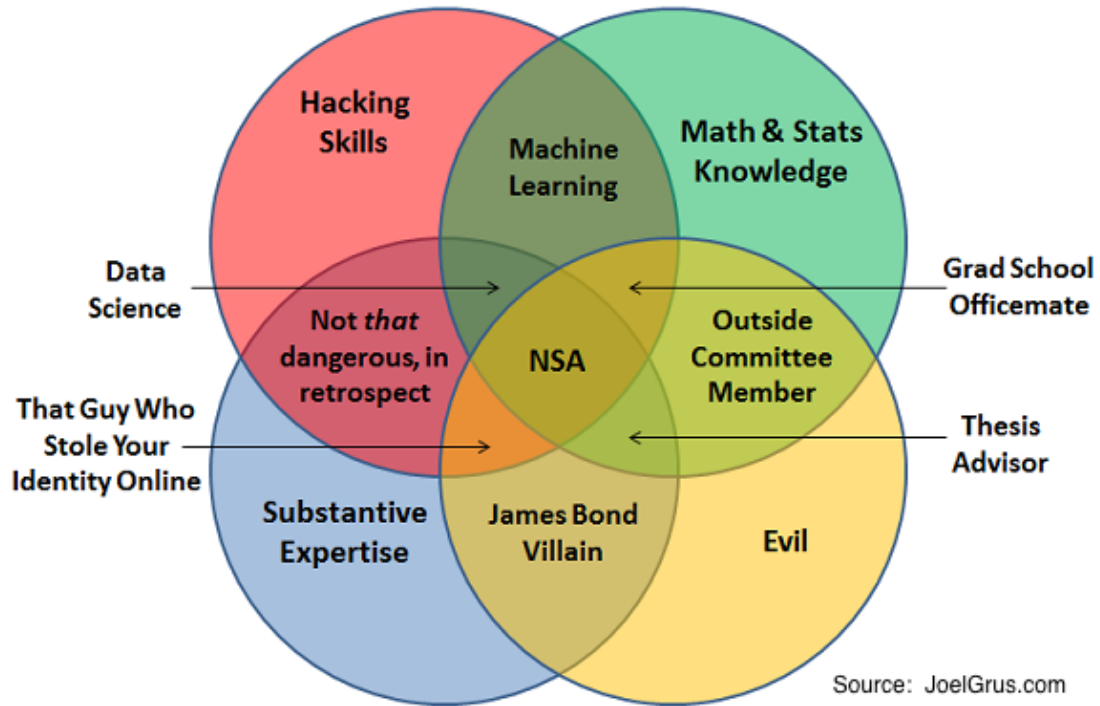 Hacking
Skills
Machine
Learning
Math & Stats
Knowledge
Data
Science
Grad School
Officemate
Not that
dangerous, in
retrospect
NSA
Outside
Committee
Member
That Guy Who
Stole Your
Identity Online
Thesis
Advisor
Substantive
Expertise
James Bond
Villain
Evil
Source: JoelGrus.com